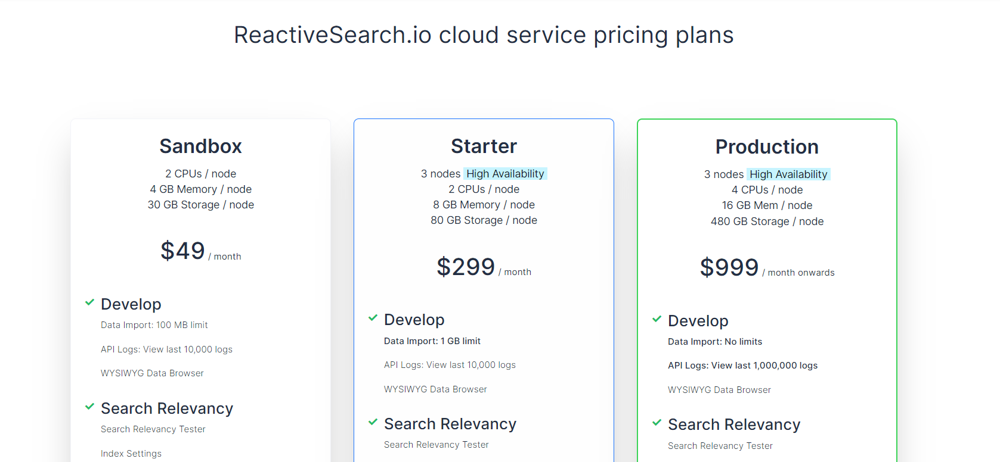 ReactiveSearch.io cloud service pricing plans
Sandbox
2 CPUs / node
4 GB Memory / node
30 GB Storage / node
$49 / month
Develop
Data Import: 100 MB limit
API Logs: View last 10,000 logs
WYSIWYG Data Browser
Search Relevancy
Search Relevancy Tester
Index Settings
Starter
3 nodes High Availability
2 CPUs / node
8 GB Memory / node
80 GB Storage / node
$299 / month
Develop
Data Import: 1 GB limit
API Logs: View last 10,000 logs
WYSIWYG Data Browser
Search Relevancy
Search Relevancy Tester
Production
3 nodes High Availability
4 CPUs / node
16 GB Mem / node
480 GB Storage / node
$999 / month onwards
Develop
Data Import: No limits
API Logs: View last 1,000,000 logs
WYSIWYG Data Browser
Search Relevancy
Search Relevancy Tester